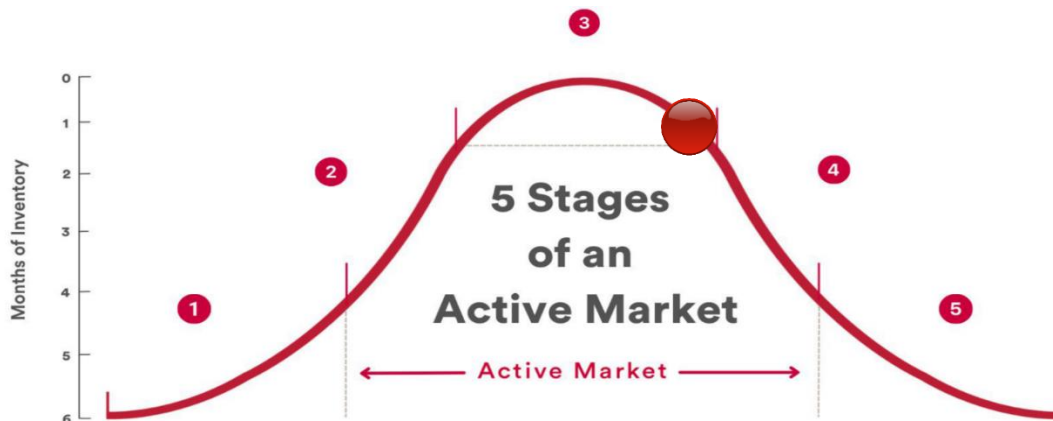 3
0
1
2
3
4
5
6
Months of Inventory
2
4
5 Stages
of an
Active Market
1
5
Active Market